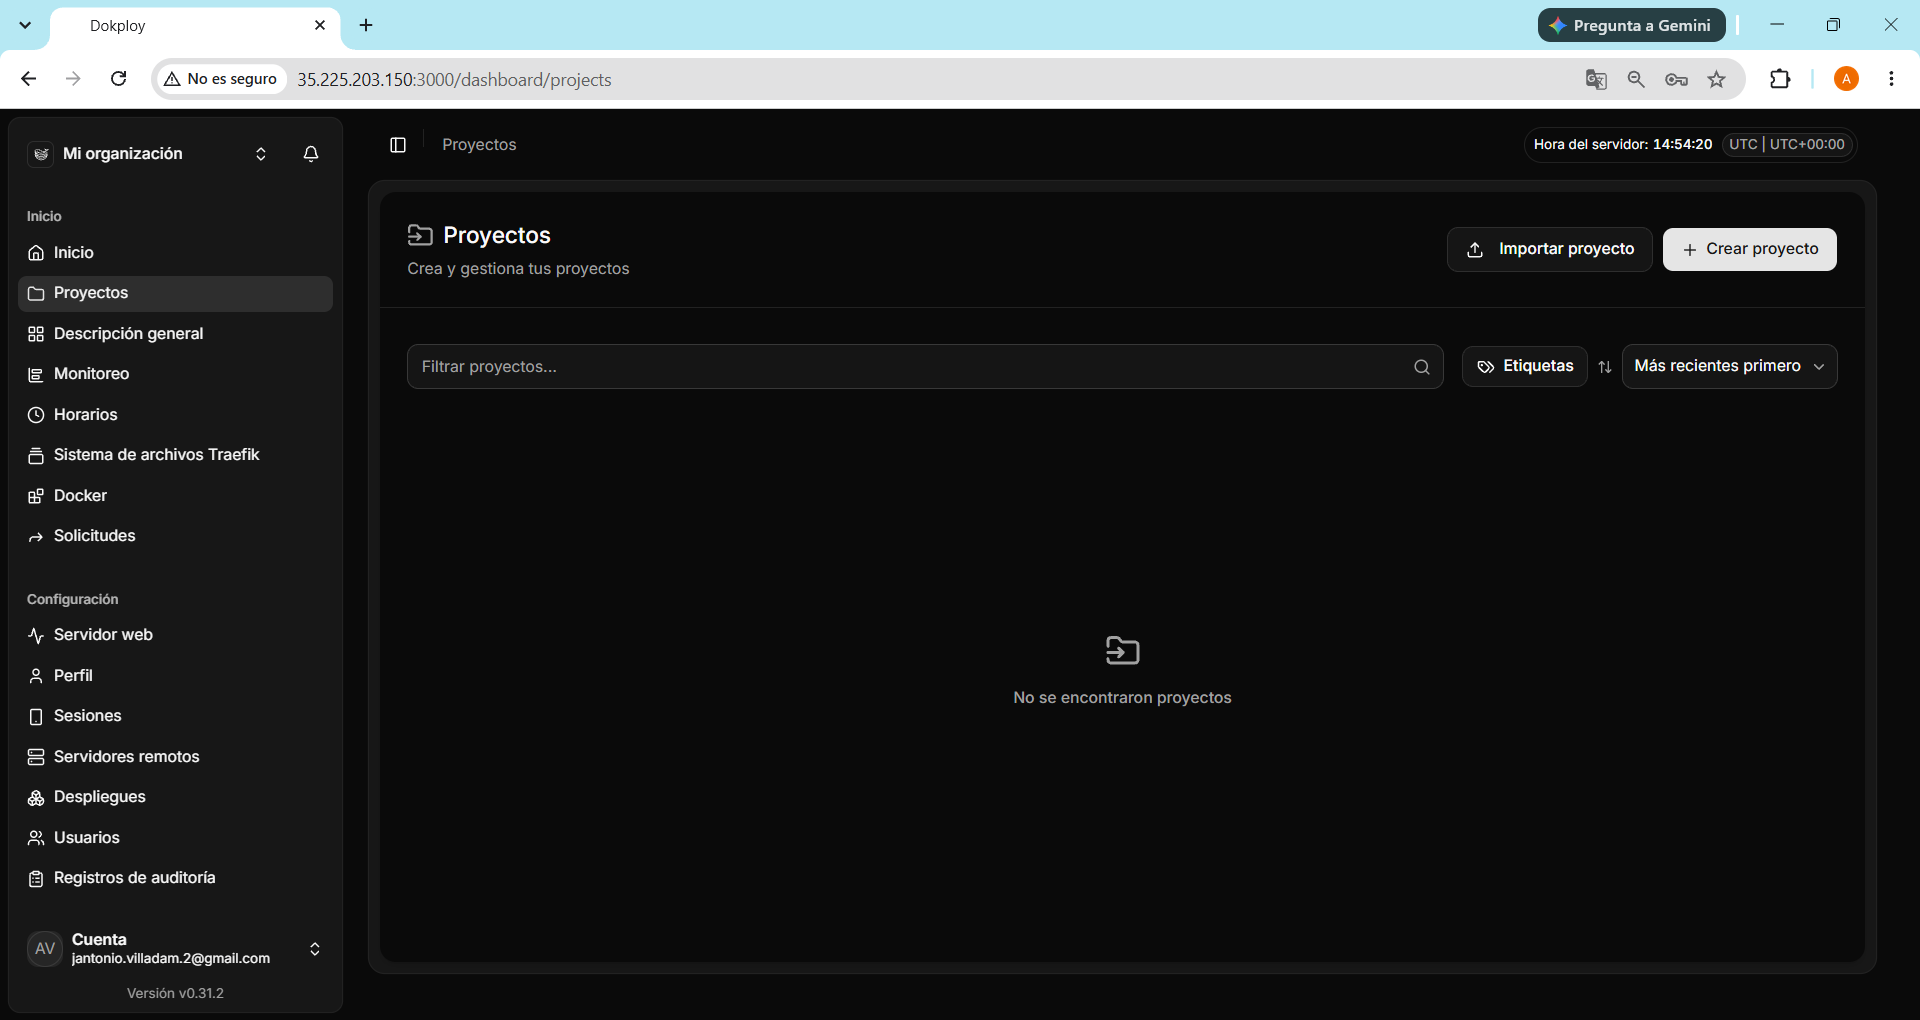 Dokploy
Pregunta a Gemini
No es seguro
35.225.203.150:3000/dashboard/projects
A
Mi organización
Proyectos
Hora del servidor: 14:54:20 UTC | UTC+00:00
Inicio
Inicio
Proyectos
Descripción general
Monitoreo
Horarios
Sistema de archivos Traefik
Docker
Solicitudes
Configuración
Servidor web
Perfil
Sesiones
Servidores remotos
Despliegues
Usuarios
Registros de auditoría
AV
Cuenta
jantonio.villadam.2@gmail.com
Versión v0.31.2
Proyectos
Crea y gestiona tus proyectos
Importar proyecto
Crear proyecto
Filtrar proyectos...
Etiquetas
Más recientes primero
No se encontraron proyectos